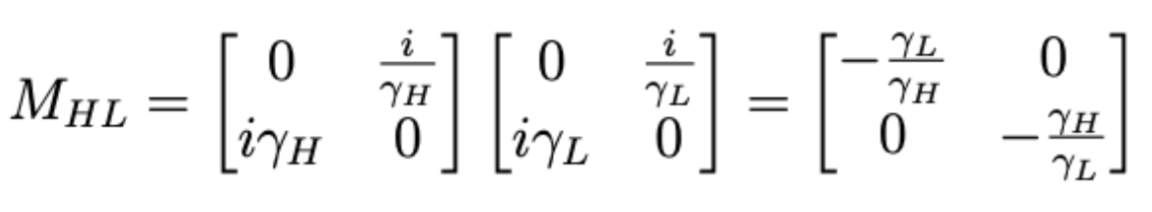 $M_{HL} = \begin{bmatrix} 0 & \frac{i}{\gamma_H} \\ i\gamma_H & 0 \end{bmatrix} \begin{bmatrix} 0 & \frac{i}{\gamma_L} \\ i\gamma_L & 0 \end{bmatrix} = \begin{bmatrix} -\frac{\gamma_L}{\gamma_H} & 0 \\ 0 & -\frac{\gamma_H}{\gamma_L} \end{bmatrix}$